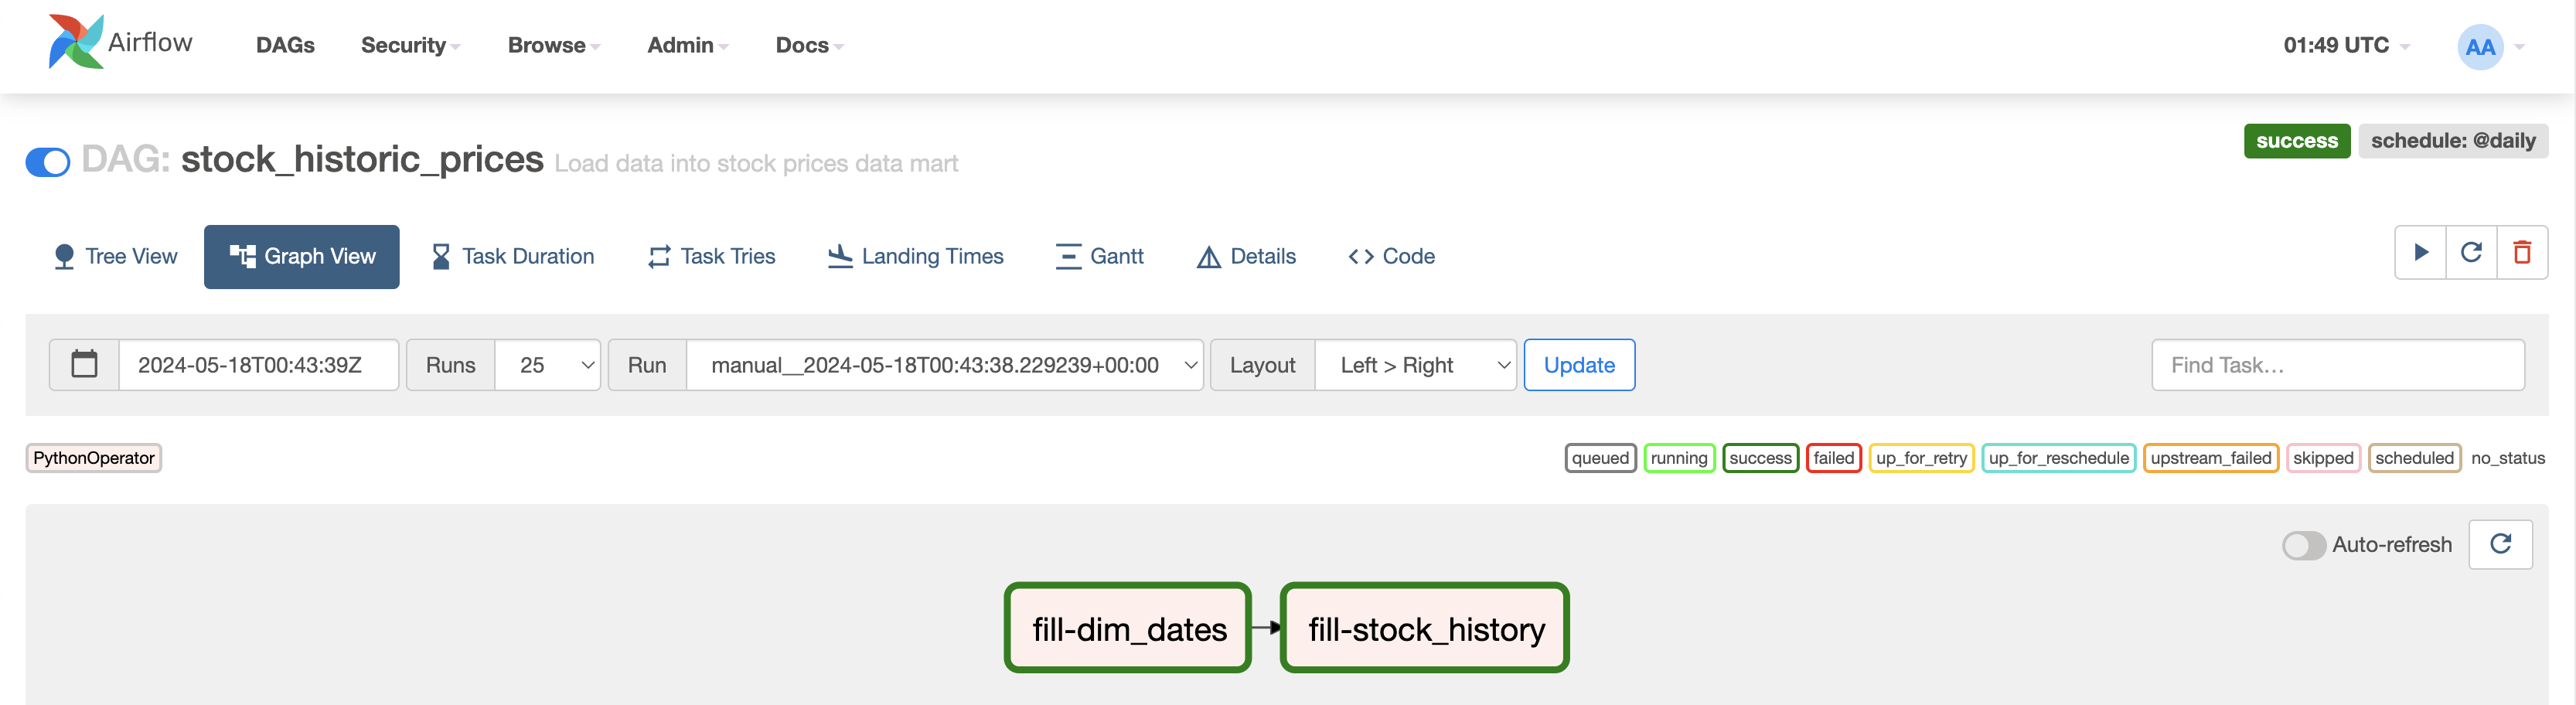 Airflow DAGs Security Browse Admin Docs 01:49 UTC AA
success schedule: @daily
DAG: stock_historic_prices Load data into stock prices data mart
Tree View Graph View Task Duration Task Tries Landing Times Gantt Details Code
2024-05-18T00:43:39Z Runs 25 Run manual__2024-05-18T00:43:38.229239+00:00 Layout Left > Right Update Find Task…
PythonOperator queued running success failed up_for_retry up_for_reschedule upstream_failed skipped scheduled no_status
Auto-refresh
fill-dim_dates fill-stock_history